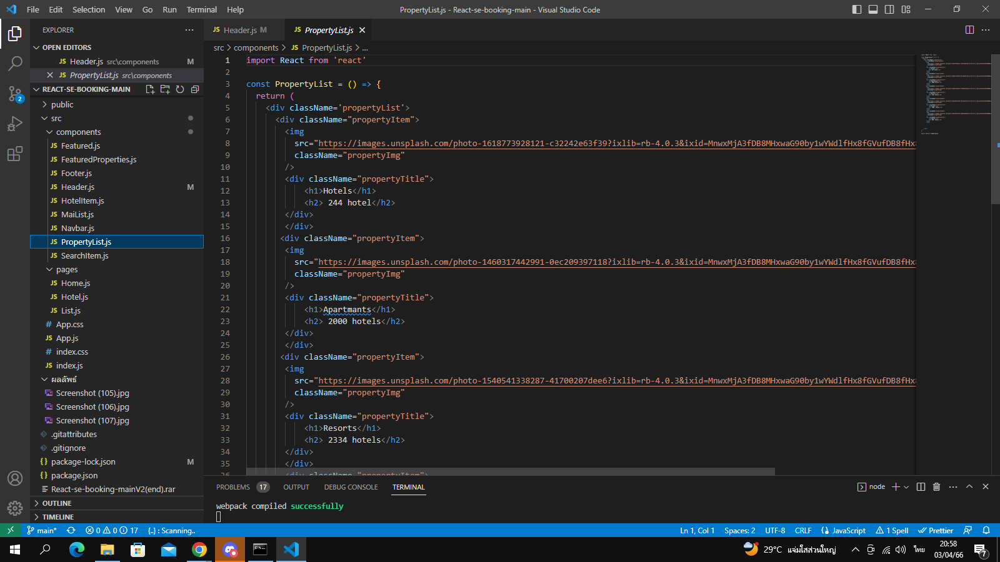 File Edit Selection View Go Run Terminal Help
PropertyList.js - React-se-booking-main - Visual Studio Code
EXPLORER
OPEN EDITORS
JS Header.js src\components M
JS PropertyList.js src\components
REACT-SE-BOOKING-MAIN
public
src
components
JS Featured.js
JS FeaturedProperties.js
JS Footer.js
JS Header.js M
JS HotelItem.js
JS MaiList.js
JS Navbar.js
JS PropertyList.js
JS SearchItem.js
pages
JS Home.js
JS Hotel.js
JS List.js
# App.css
JS App.js
# index.css
JS index.js
ผลลัพธ์
Screenshot (105).jpg
Screenshot (106).jpg
Screenshot (107).jpg
.gitattributes
.gitignore
{} package-lock.json M
{} package.json
React-se-booking-mainV2(end).rar
OUTLINE
TIMELINE
2
JS Header.js M
JS PropertyList.js
src > components > JS PropertyList.js > ...
1 import React from 'react'
2
3 const PropertyList = () => {
4 return (
5 <div className='propertyList'>
6 <div className="propertyItem">
7 <img
8 src="https://images.unsplash.com/photo-1618773928121-c32242e63f39?ixlib=rb-4.0.3&ixid=MnwxMjA3fDB8MHxwaG90by1wYWdlfHx8fGVufDB8fHx
9 className="propertyImg"
10 />
11 <div className="propertyTitle">
12 <h1>Hotels</h1>
13 <h2> 244 hotel</h2>
14 </div>
15 </div>
16 <div className="propertyItem">
17 <img
18 src="https://images.unsplash.com/photo-1460317442991-0ec209397118?ixlib=rb-4.0.3&ixid=MnwxMjA3fDB8MHxwaG90by1wYWdlfHx8fGVufDB8fHx
19 className="propertyImg"
20 />
21 <div className="propertyTitle">
22 <h1>Apartmants</h1>
23 <h2> 2000 hotels</h2>
24 </div>
25 </div>
26 <div className="propertyItem">
27 <img
28 src="https://images.unsplash.com/photo-1540541338287-41700207dee6?ixlib=rb-4.0.3&ixid=MnwxMjA3fDB8MHxwaG90by1wYWdlfHx8fGVufDB8fHx
29 className="propertyImg"
30 />
31 <div className="propertyTitle">
32 <h1>Resorts</h1>
33 <h2> 2334 hotels</h2>
34 </div>
35 </div>
36 <div className="propertyItem">
PROBLEMS 17 OUTPUT DEBUG CONSOLE TERMINAL
node
webpack compiled successfully
main* 0 0 17 {..} : Scanning..
Ln 1, Col 1 Spaces: 2 UTF-8 CRLF JavaScript 1 Spell Prettier
29°C แจ่มใสส่วนใหญ่ ไทย
20:58
03/04/66
7